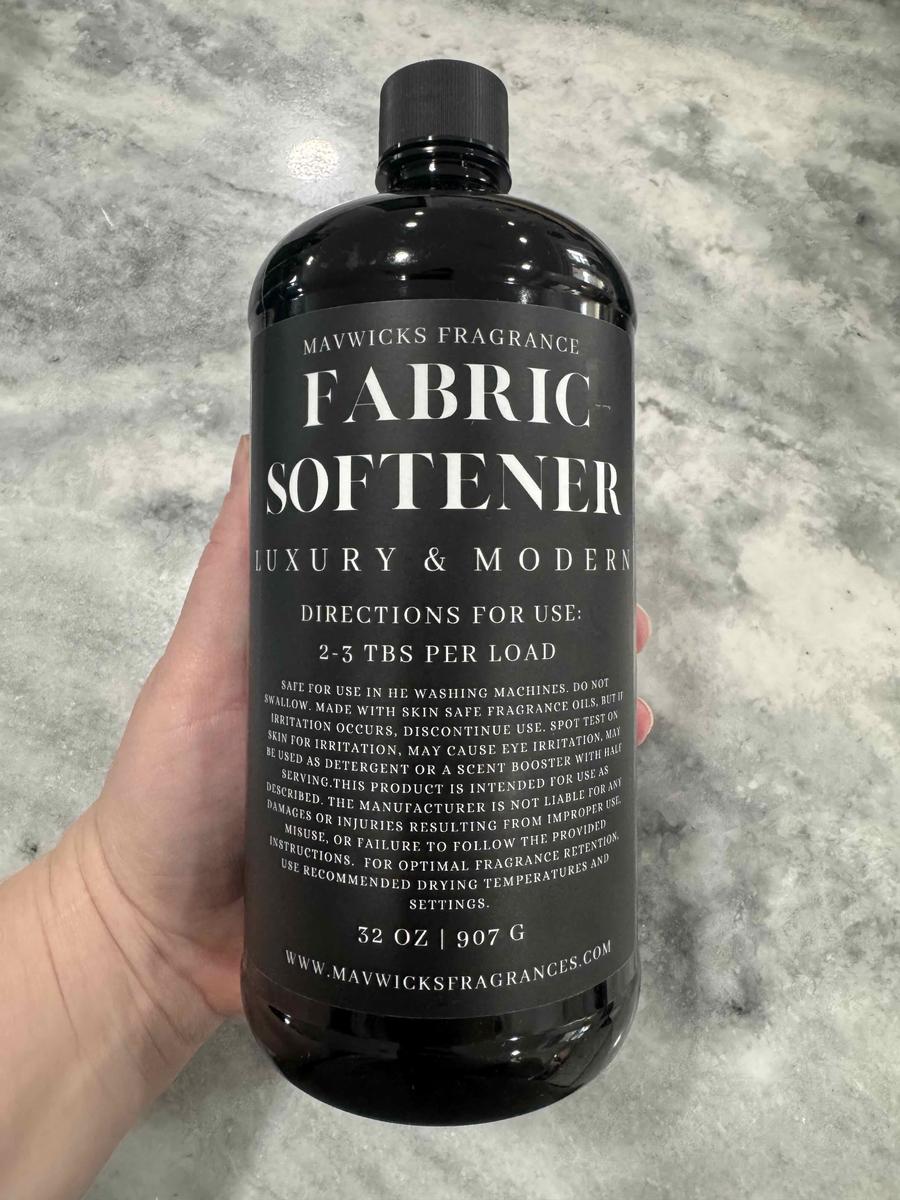 MAVWICKS FRAGRANCE
FABRIC
SOFTENER
LUXURY & MODERN
DIRECTIONS FOR USE:
2-3 TBS PER LOAD
SAFE FOR USE IN HE WASHING MACHINES. DO NOT
SWALLOW. MADE WITH SKIN SAFE FRAGRANCE OILS, BUT IF
IRRITATION OCCURS, DISCONTINUE USE. SPOT TEST ON
SKIN FOR IRRITATION, MAY CAUSE EYE IRRITATION, MAY
BE USED AS DETERGENT OR A SCENT BOOSTER WITH HALF
SERVING.THIS PRODUCT IS INTENDED FOR USE AS
DESCRIBED. THE MANUFACTURER IS NOT LIABLE FOR ANY
DAMAGES OR INJURIES RESULTING FROM IMPROPER USE,
MISUSE, OR FAILURE TO FOLLOW THE PROVIDED
INSTRUCTIONS. FOR OPTIMAL FRAGRANCE RETENTION,
USE RECOMMENDED DRYING TEMPERATURES AND
SETTINGS.
32 OZ | 907 G
WWW.MAVWICKSFRAGRANCES.COM